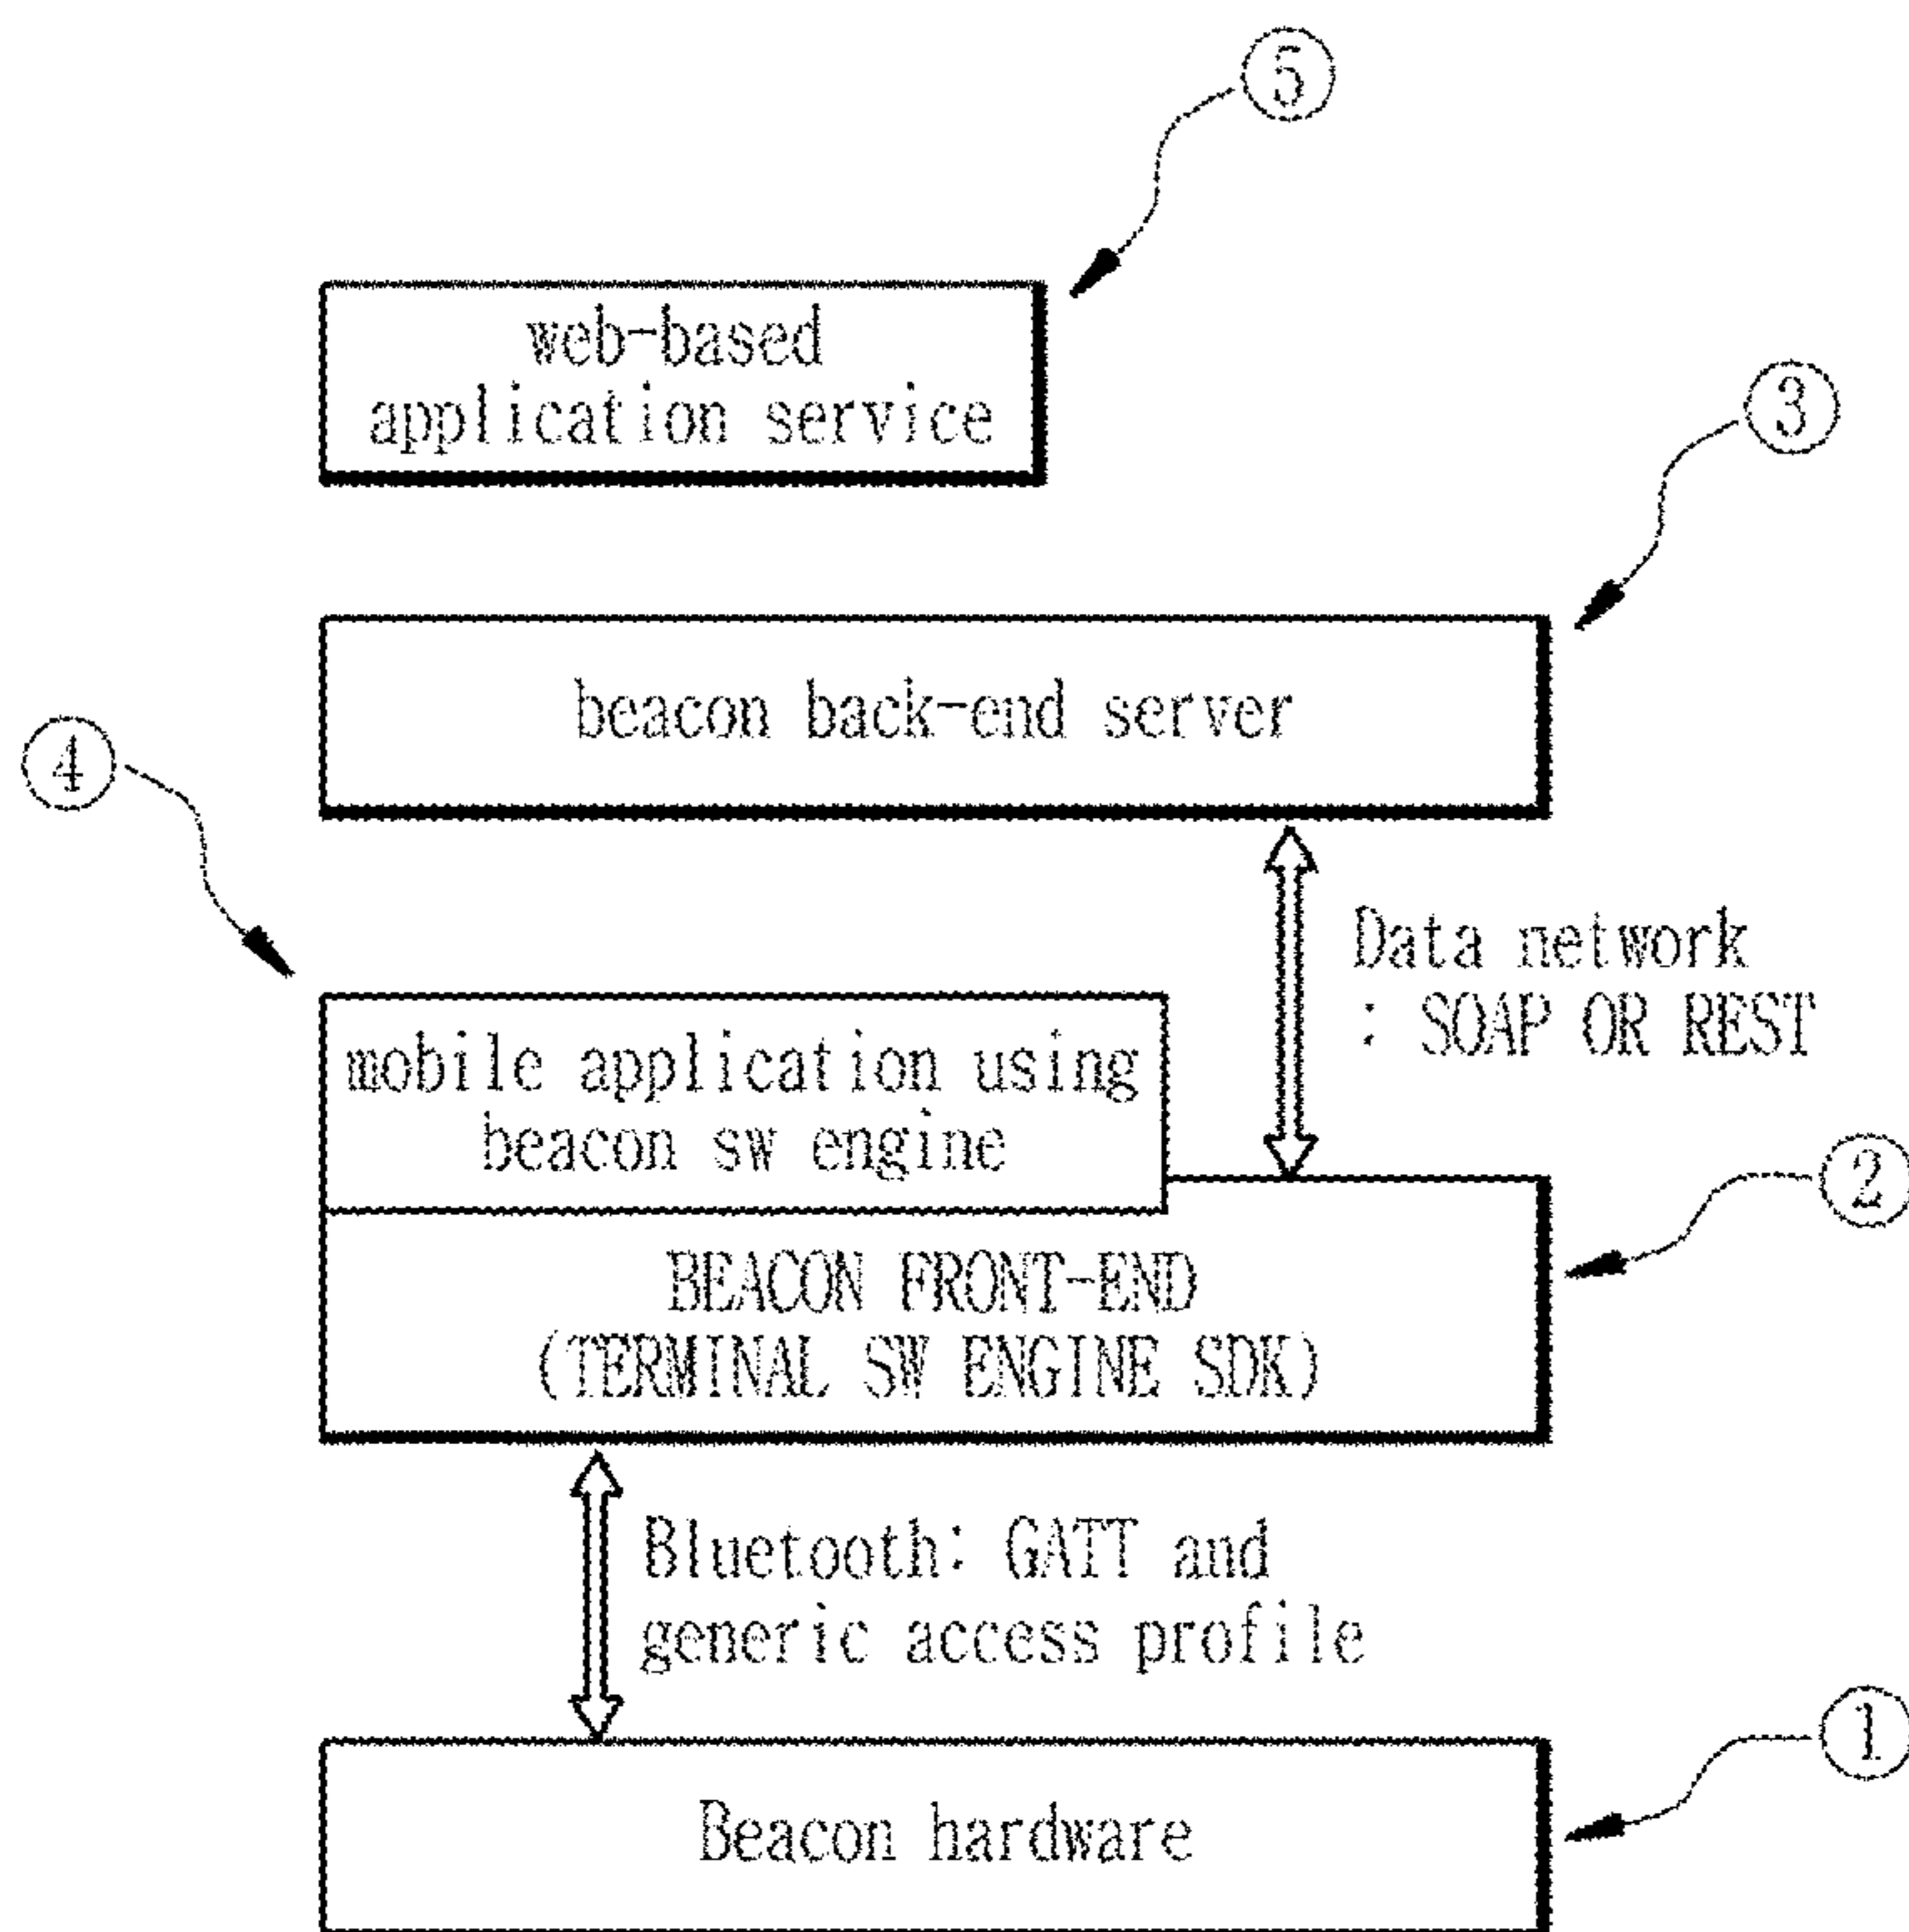 ⑤
web-based
application service
③
beacon back-end server
④
Data network
: SOAP OR REST
mobile application using
beacon sw engine
②
BEACON FRONT-END
(TERMINAL SW ENGINE SDK)
Bluetooth: GATT and
generic access profile
①
Beacon hardware